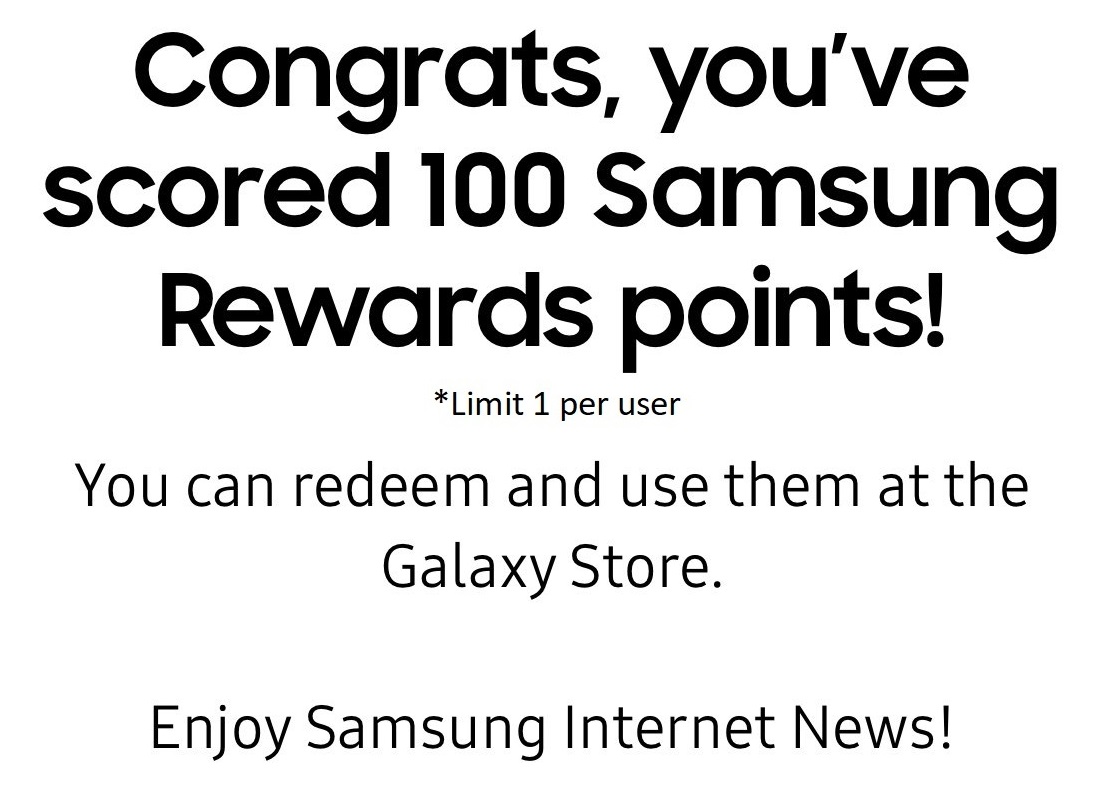 Congrats, you’ve
scored 100 Samsung
Rewards points!
*Limit 1 per user
You can redeem and use them at the
Galaxy Store.
Enjoy Samsung Internet News!